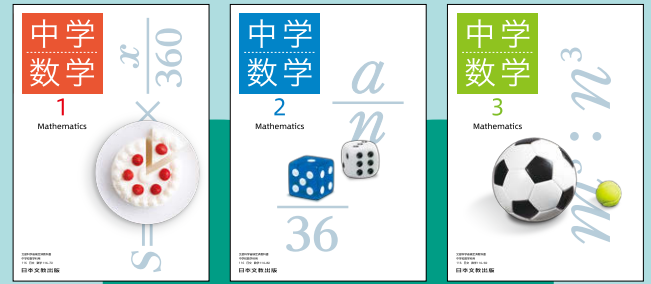 中学
数学
1
Mathematics
S=
×
x
360
日本文教出版
中学
数学
2
Mathematics
a
n
36
日本文教出版
中学
数学
3
Mathematics
: n³
日本文教出版